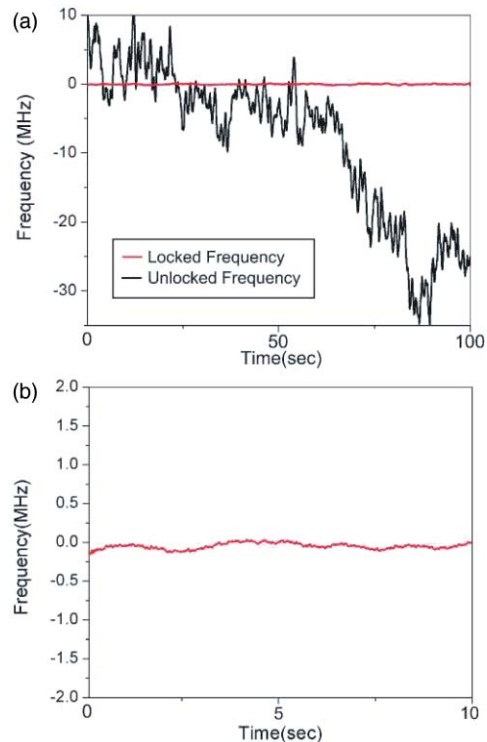 (a)
10
0
-10
-20
-30
Frequency (MHz)
Locked Frequency
Unlocked Frequency
0
50
100
Time(sec)
(b)
2.0
1.5
1.0
0.5
0.0
-0.5
-1.0
-1.5
-2.0
Frequency(MHz)
0
5
10
Time(sec)